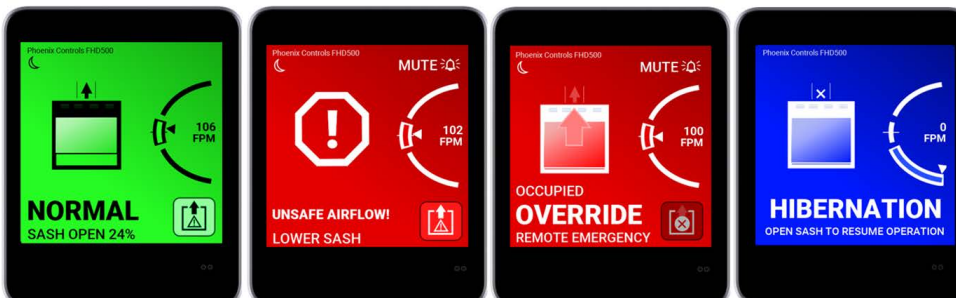 Phoenix Controls FHD500
106
FPM
NORMAL
SASH OPEN 24%
Phoenix Controls FHD500
MUTE
102
FPM
UNSAFE AIRFLOW!
LOWER SASH
Phoenix Controls FHD500
MUTE
100
FPM
OCCUPIED
OVERRIDE
REMOTE EMERGENCY
Phoenix Controls FHD500
0
FPM
HIBERNATION
OPEN SASH TO RESUME OPERATION